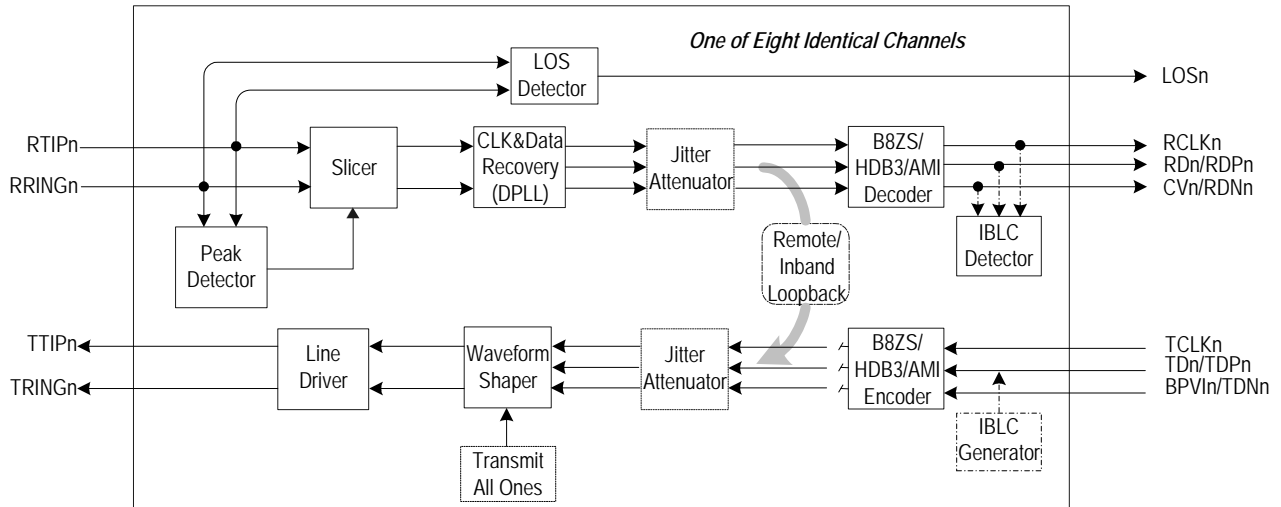 One of Eight Identical Channels
LOS
Detector
LOSn
RTIPn
RRINGn
Slicer
CLK&Data
Recovery
(DPLL)
Jitter
Attenuator
B8ZS/
HDB3/AMI
Decoder
RCLKn
RDn/RDPn
CVn/RDNn
Peak
Detector
Remote/
Inband
Loopback
IBLC
Detector
TTIPn
TRINGn
Line
Driver
Waveform
Shaper
Jitter
Attenuator
B8ZS/
HDB3/AMI
Encoder
TCLKn
TDn/TDPn
BPVIn/TDNn
Transmit
All Ones
IBLC
Generator